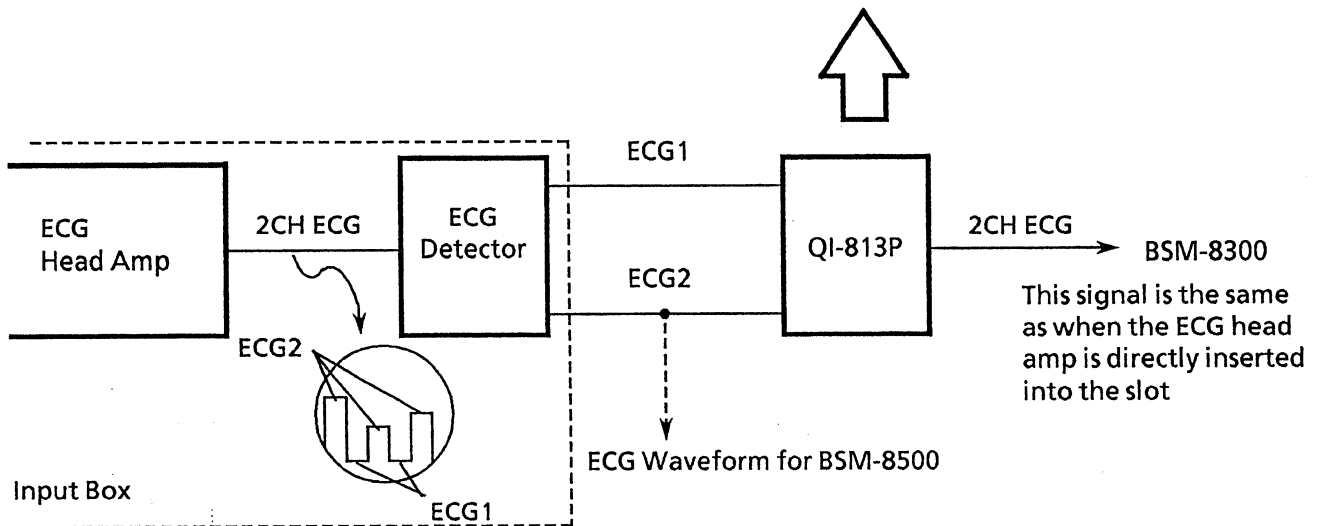 ECG1
ECG
Head Amp
2CH ECG
ECG
Detector
QI-813P
2CH ECG
BSM-8300
ECG2
This signal is the same
as when the ECG head
amp is directly inserted
into the slot
ECG2
ECG Waveform for BSM-8500
Input Box
ECG1